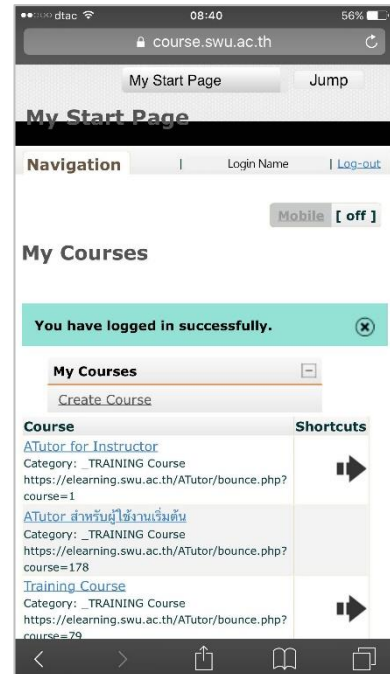 dtac 08:40 56%
course.swu.ac.th
My Start Page Jump
My Start Page
Navigation | Login Name | Log-out
Mobile [ off ]
My Courses
You have logged in successfully.
My Courses
Create Course
Course Shortcuts
ATutor for Instructor
Category: _TRAINING Course
https://elearning.swu.ac.th/ATutor/bounce.php?
course=1
ATutor สำหรับผู้ใช้งานเริ่มต้น
Category: _TRAINING Course
https://elearning.swu.ac.th/ATutor/bounce.php?
course=178
Training Course
Category: _TRAINING Course
https://elearning.swu.ac.th/ATutor/bounce.php?
course=79